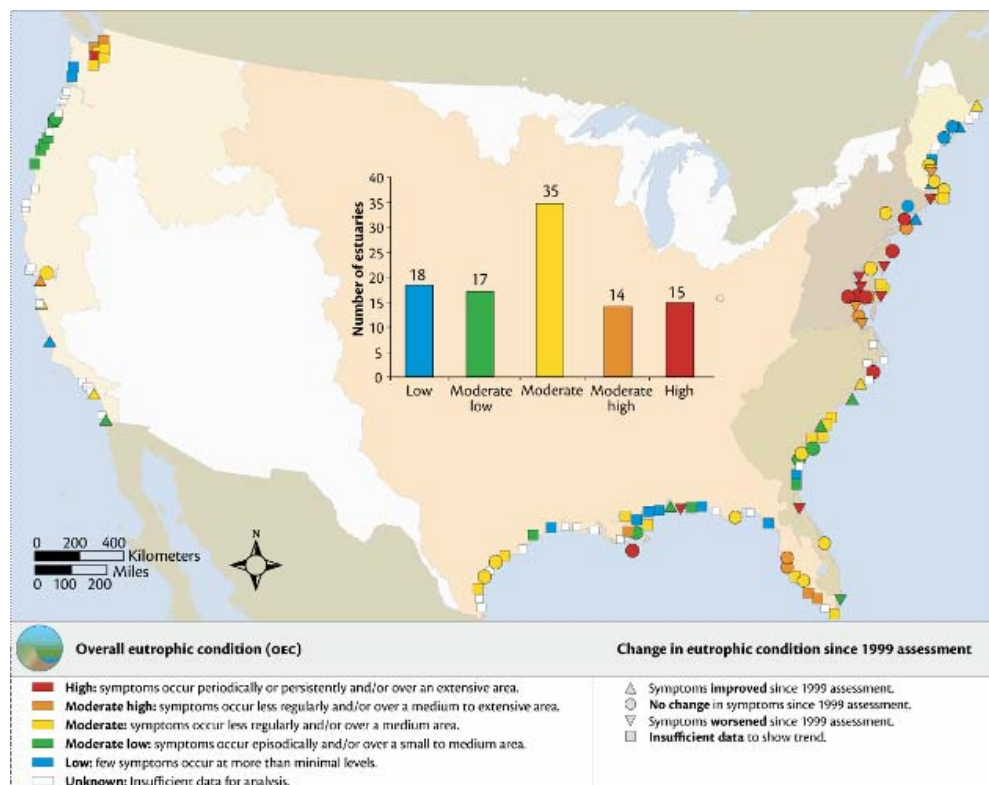 40
35
30
25
20
15
10
5
0
Number of estuaries
18
17
35
14
15
Low
Moderate low
Moderate
Moderate high
High
N
0 200 400
Kilometers
Miles
0 100 200
Overall eutrophic condition (OEC)
High: symptoms occur periodically or persistently and/or over an extensive area.
Moderate high: symptoms occur less regularly and/or over a medium to extensive area.
Moderate: symptoms occur less regularly and/or over a medium area.
Moderate low: symptoms occur episodically and/or over a small to medium area.
Low: few symptoms occur at more than minimal levels.
Unknown: Insufficient data for analysis.
Change in eutrophic condition since 1999 assessment
Symptoms improved since 1999 assessment.
No change in symptoms since 1999 assessment.
Symptoms worsened since 1999 assessment.
Insufficient data to show trend.